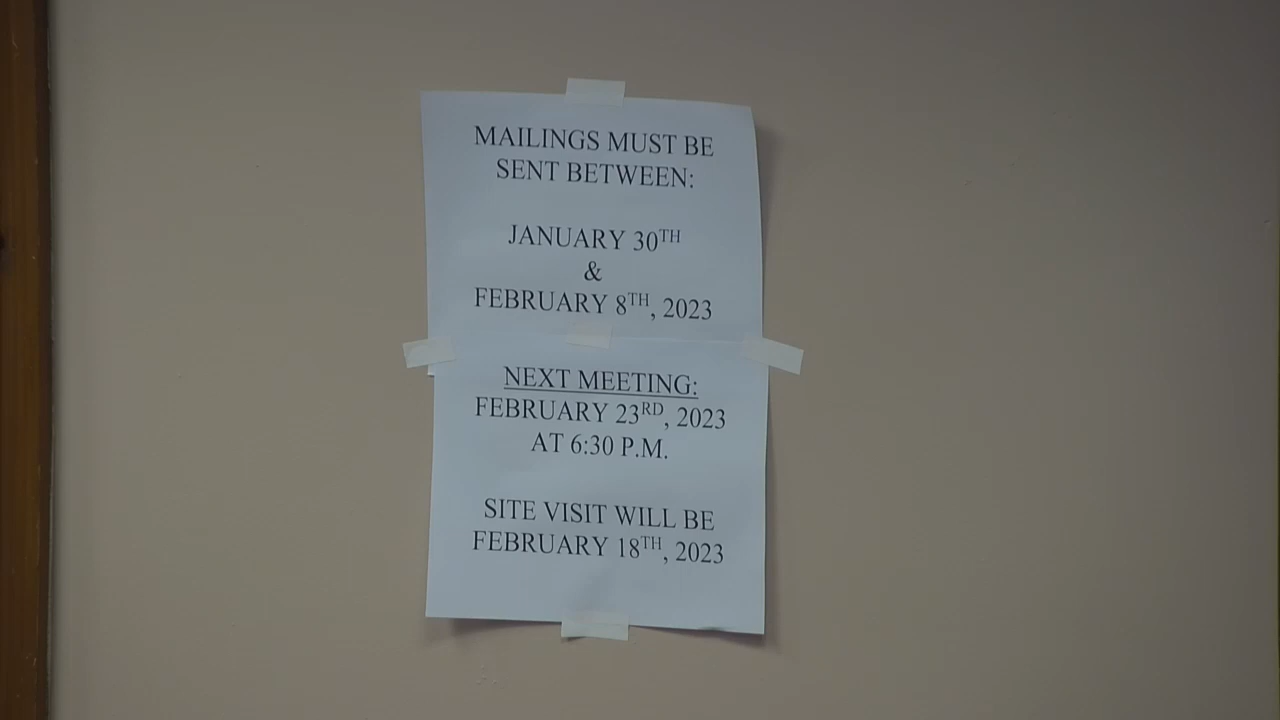 MAILINGS MUST BE
SENT BETWEEN:
JANUARY 30TH
&
FEBRUARY 8TH, 2023
NEXT MEETING:
FEBRUARY 23RD, 2023
AT 6:30 P.M.
SITE VISIT WILL BE
FEBRUARY 18TH, 2023